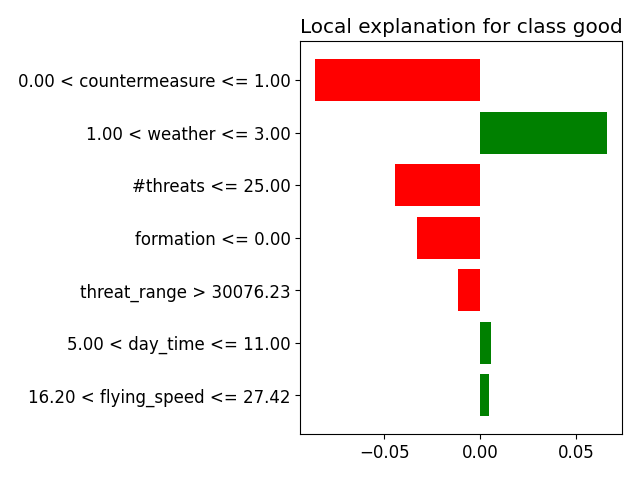 Local explanation for class good
0.00 < countermeasure <= 1.00
1.00 < weather <= 3.00
#threats <= 25.00
formation <= 0.00
threat_range > 30076.23
5.00 < day_time <= 11.00
16.20 < flying_speed <= 27.42
−0.05 0.00 0.05